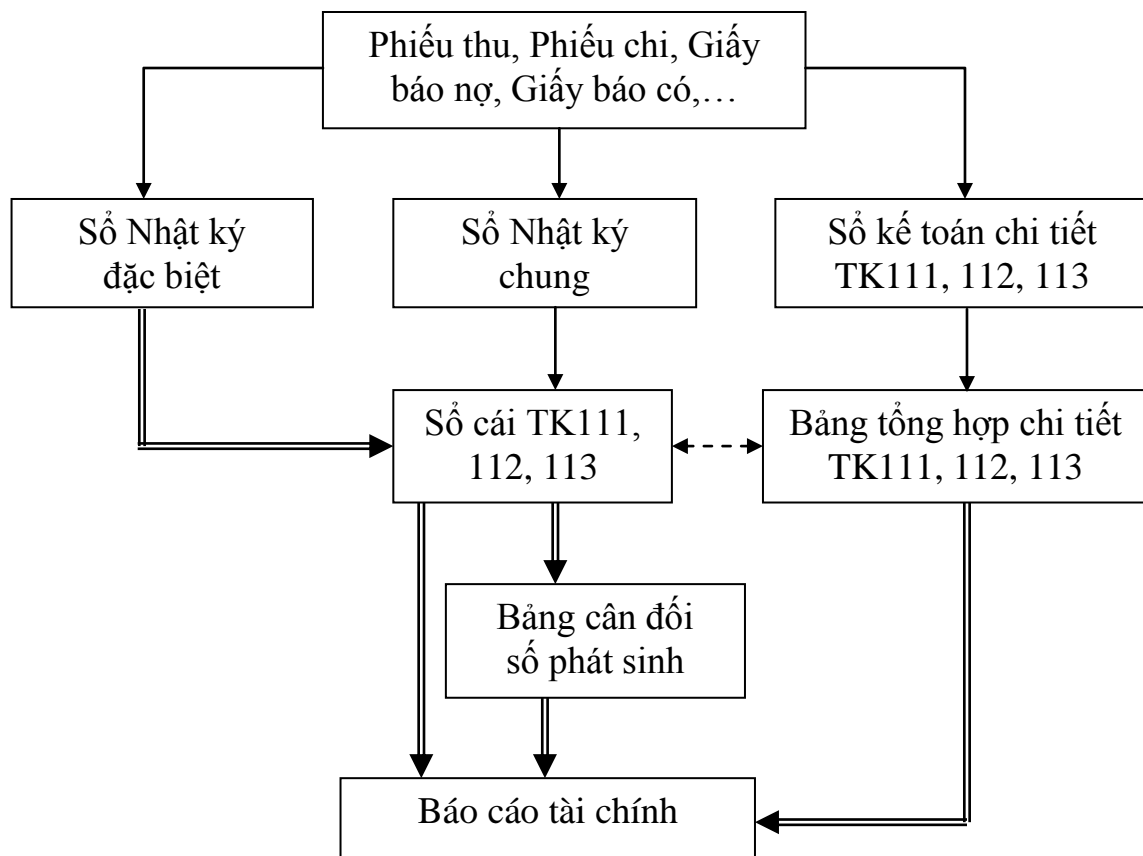 Phiếu thu, Phiếu chi, Giấy
báo nợ, Giấy báo có,…
Sổ Nhật ký
đặc biệt
Sổ Nhật ký
chung
Sổ kế toán chi tiết
TK111, 112, 113
Sổ cái TK111,
112, 113
Bảng tổng hợp chi tiết
TK111, 112, 113
Bảng cân đối
số phát sinh
Báo cáo tài chính